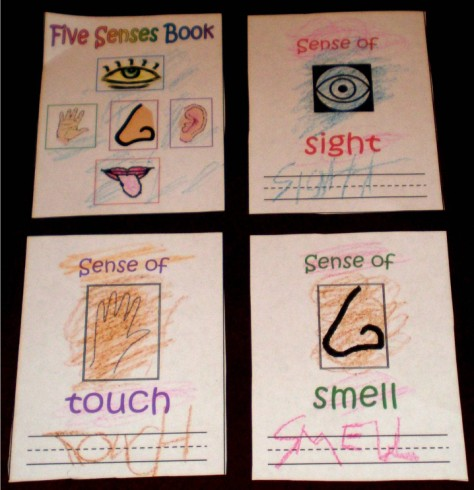 Five Senses Book
Sense of
sight
SIGHT
Sense of
touch
TOUCH
Sense of
smell
SMELL